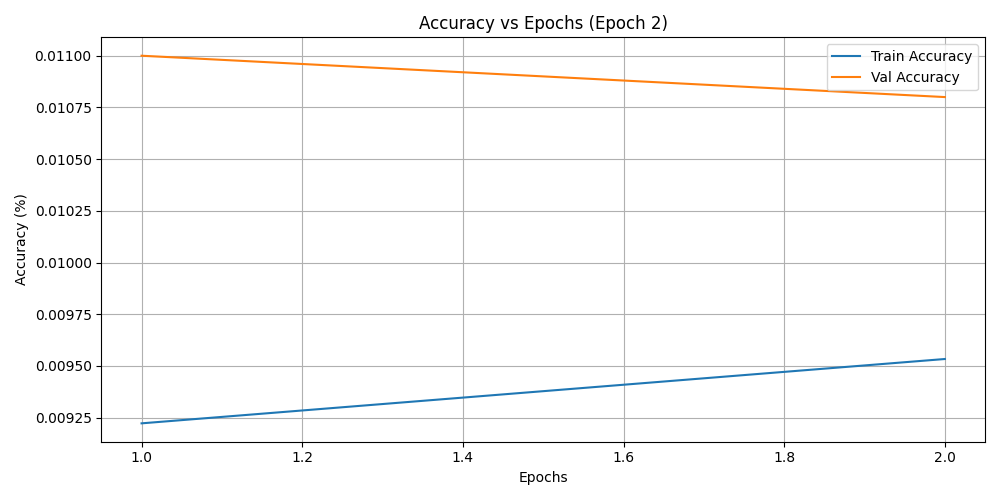 Accuracy vs Epochs (Epoch 2)
Train Accuracy
Val Accuracy
Accuracy (%)
0.01100
0.01075
0.01050
0.01025
0.01000
0.00975
0.00950
0.00925
1.0 1.2 1.4 1.6 1.8 2.0
Epochs